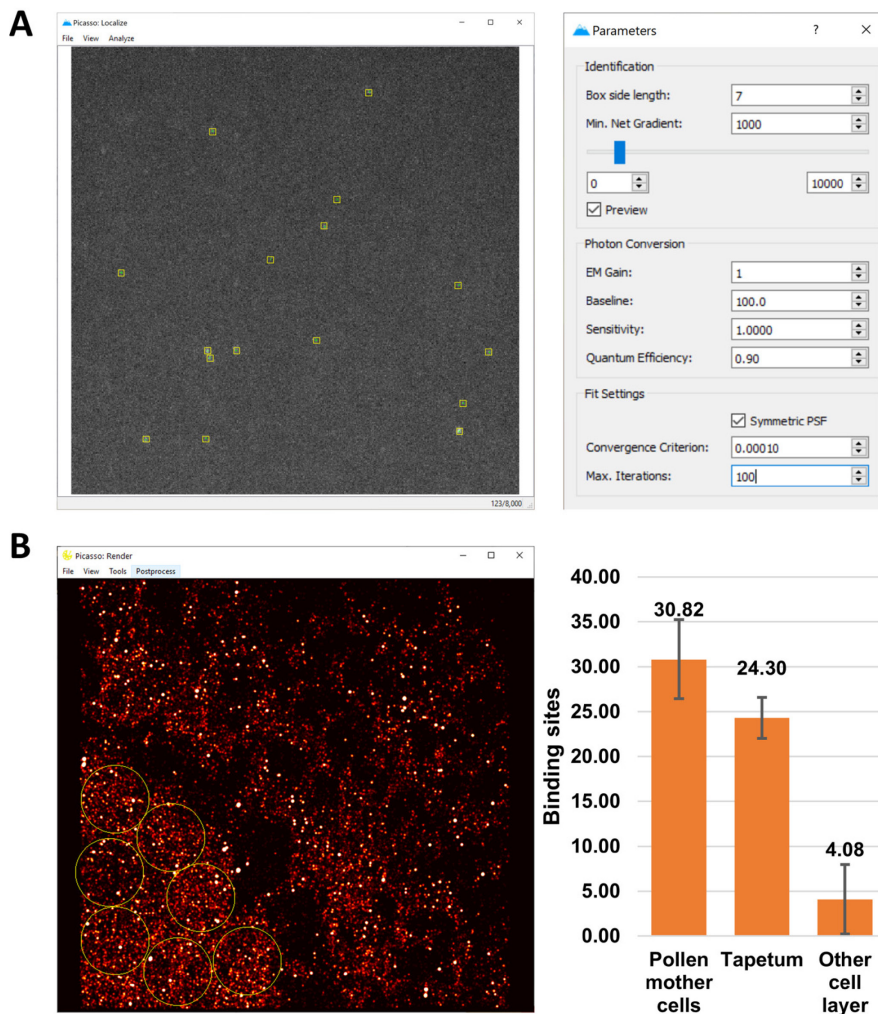 A
Picasso: Localize
File View Analyze
123/8,000
Parameters ? X
Identification
Box side length: 7
Min. Net Gradient: 1000
0 10000
Preview
Photon Conversion
EM Gain: 1
Baseline: 100.0
Sensitivity: 1.0000
Quantum Efficiency: 0.90
Fit Settings
Symmetric PSF
Convergence Criterion: 0.00010
Max. Iterations: 100
B
Picasso: Render
File View Tools Postprocess
Binding sites
40.00
35.00
30.00
25.00
20.00
15.00
10.00
5.00
0.00
30.82
24.30
4.08
Pollen mother cells
Tapetum
Other cell layer